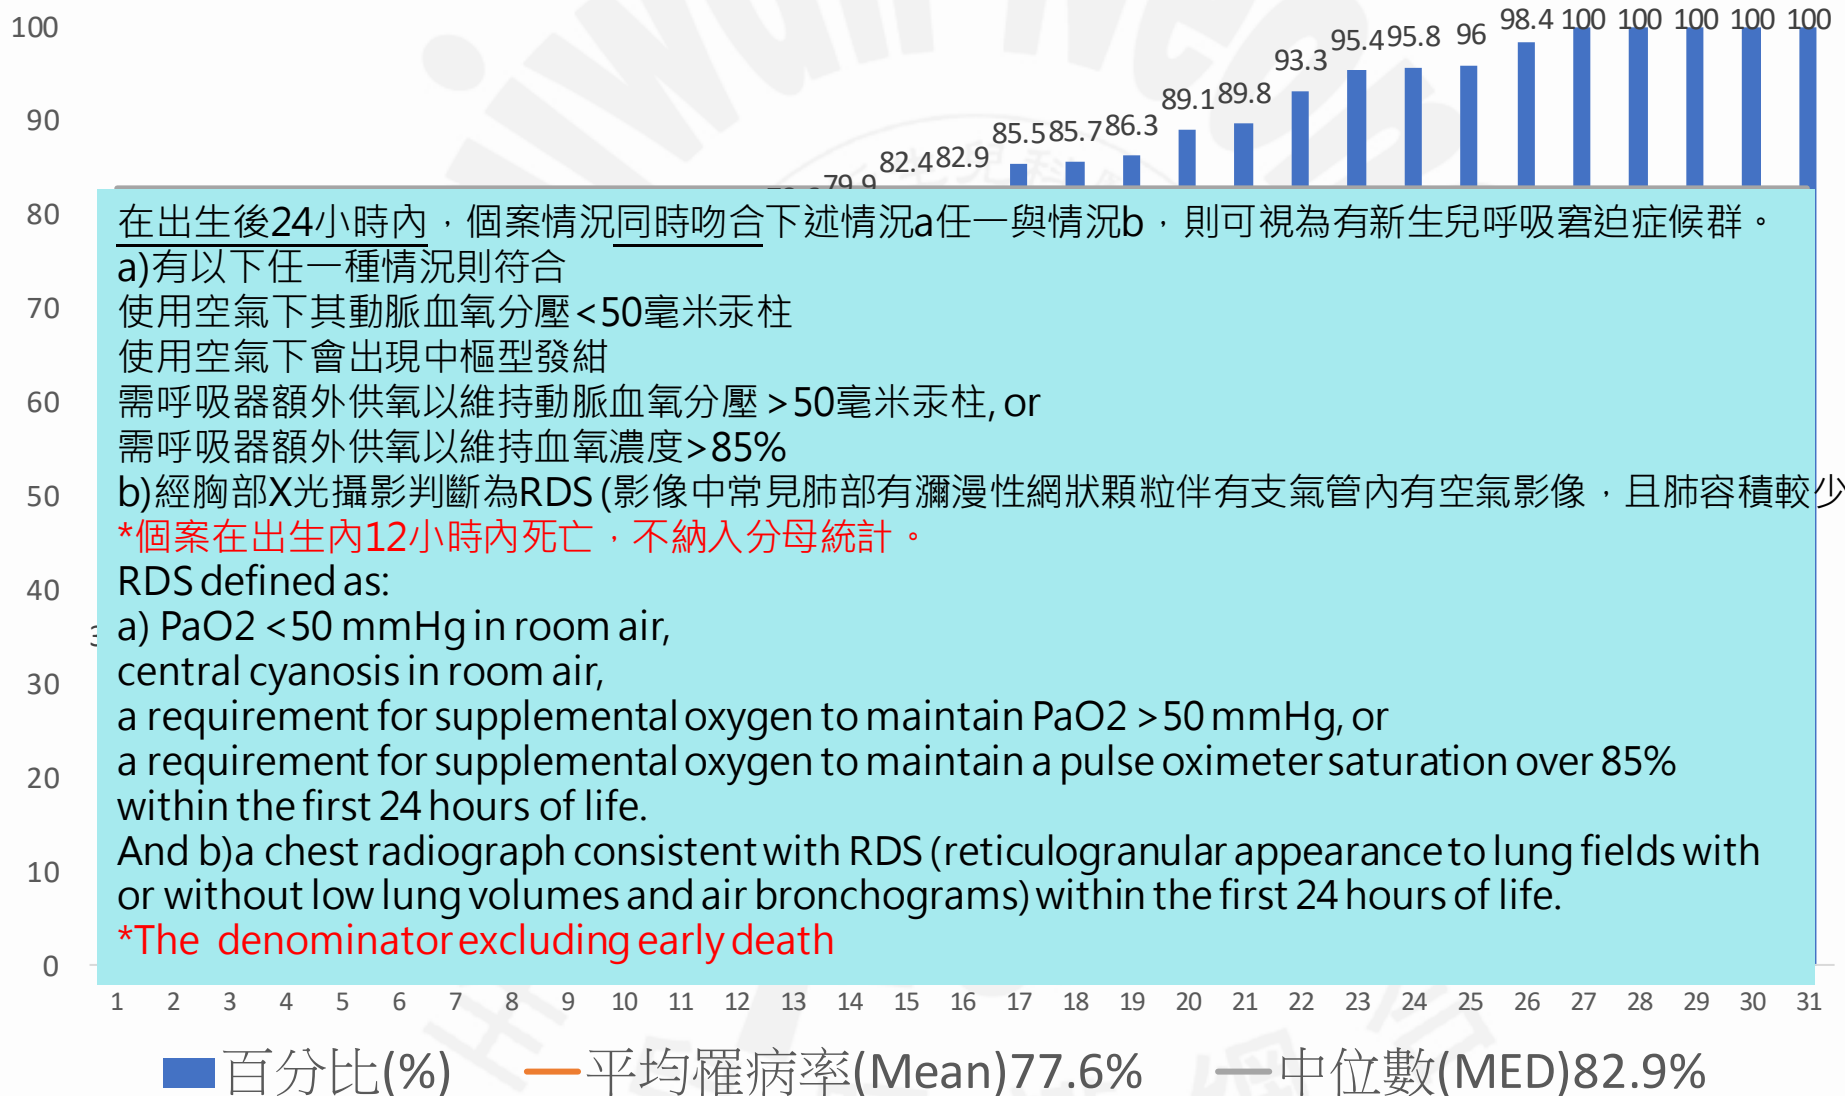 100
90
80
70
60
50
40
30
20
10
0
79.9
82.4
82.9
85.5
85.7
86.3
89.1
89.8
93.3
95.4
95.8
96
98.4
100
100
100
100
100
在出生後24小時內，個案情況同時吻合下述情況a任一與情況b，則可視為有新生兒呼吸窘迫症候群。
a)有以下任一種情況則符合
使用空氣下其動脈血氧分壓<50毫米汞柱
使用空氣下會出現中樞型發紺
需呼吸器額外供氧以維持動脈血氧分壓 >50毫米汞柱, or
需呼吸器額外供氧以維持血氧濃度>85%
b)經胸部X光攝影判斷為RDS (影像中常見肺部有瀰漫性網狀顆粒伴有支氣管內有空氣影像，且肺容積較少
*個案在出生內12小時內死亡，不納入分母統計。
RDS defined as:
a) PaO2 <50 mmHg in room air,
central cyanosis in room air,
a requirement for supplemental oxygen to maintain PaO2 >50 mmHg, or
a requirement for supplemental oxygen to maintain a pulse oximeter saturation over 85%
within the first 24 hours of life.
And b)a chest radiograph consistent with RDS (reticulogranular appearance to lung fields with
or without low lung volumes and air bronchograms) within the first 24 hours of life.
*The denominator excluding early death
1 2 3 4 5 6 7 8 9 10 11 12 13 14 15 16 17 18 19 20 21 22 23 24 25 26 27 28 29 30 31
百分比(%) 平均罹病率(Mean)77.6% 中位數(MED)82.9%